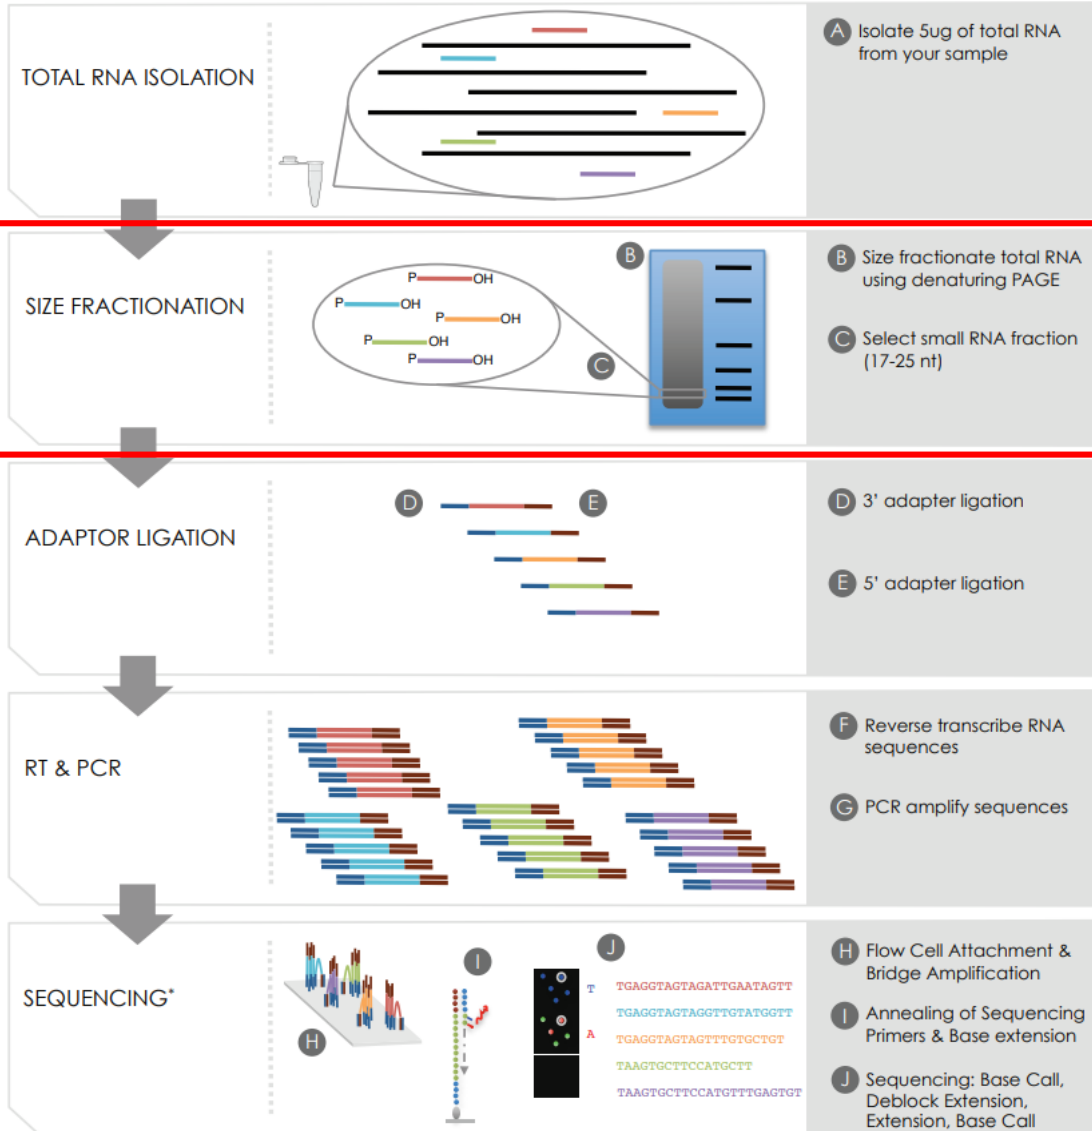 TOTAL RNA ISOLATION
A Isolate 5ug of total RNA
from your sample
SIZE FRACTIONATION
P OH
P OH
P OH
P OH
P OH
B
C
B Size fractionate total RNA
using denaturing PAGE
C Select small RNA fraction
(17-25 nt)
ADAPTOR LIGATION
D
E
D 3’ adapter ligation
E 5’ adapter ligation
RT & PCR
F Reverse transcribe RNA
sequences
G PCR amplify sequences
SEQUENCING*
H
I
J
T
A
TGAGGTAGTAGATTGAATAGTT
TGAGGTAGTAGGTTGTATGGTT
TGAGGTAGTAGTTTGTGCTGT
TAAGTGCTTCCATGCTT
TAAGTGCTTCCATGTTTGAGTGT
H Flow Cell Attachment &
Bridge Amplification
I Annealing of Sequencing
Primers & Base extension
J Sequencing: Base Call,
Deblock Extension,
Extension, Base Call